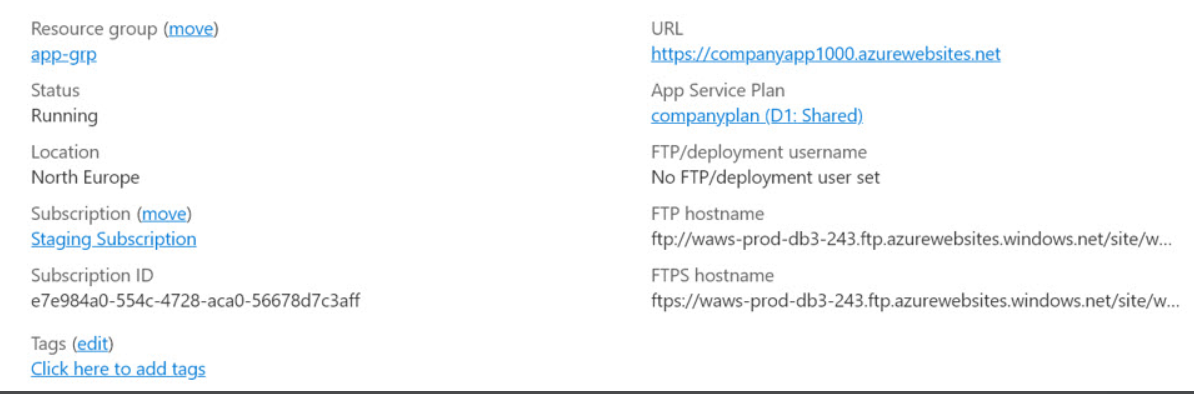 Resource group (move)
app-grp
Status
Running
Location
North Europe
Subscription (move)
Staging Subscription
Subscription ID
e7e984a0-554c-4728-aca0-56678d7c3aff
Tags (edit)
Click here to add tags
URL
https://companyapp1000.azurewebsites.net
App Service Plan
companyplan (D1: Shared)
FTP/deployment username
No FTP/deployment user set
FTP hostname
ftp://waws-prod-db3-243.ftp.azurewebsites.windows.net/site/w...
FTPS hostname
ftps://waws-prod-db3-243.ftp.azurewebsites.windows.net/site/w...